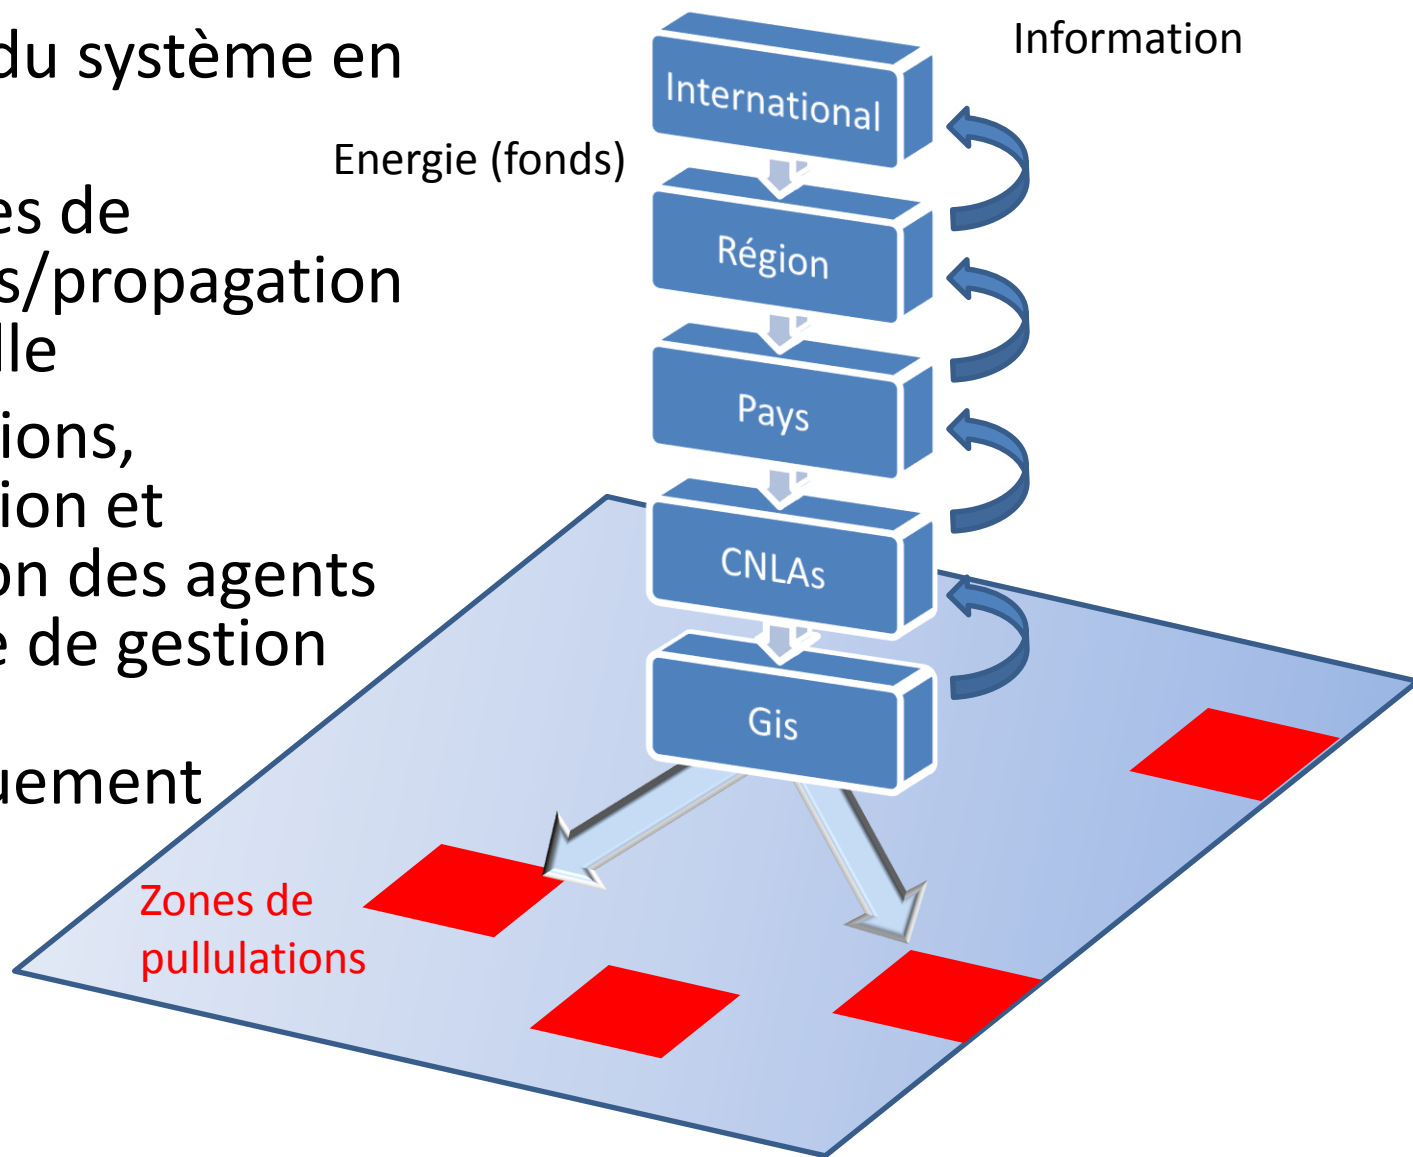 du système en
es de
s/propagation
lle
ions,
ion et
on des agents
e de gestion
uement
Information
Energie (fonds)
International
Région
Pays
CNLAs
Gis
Zones de
pullulations